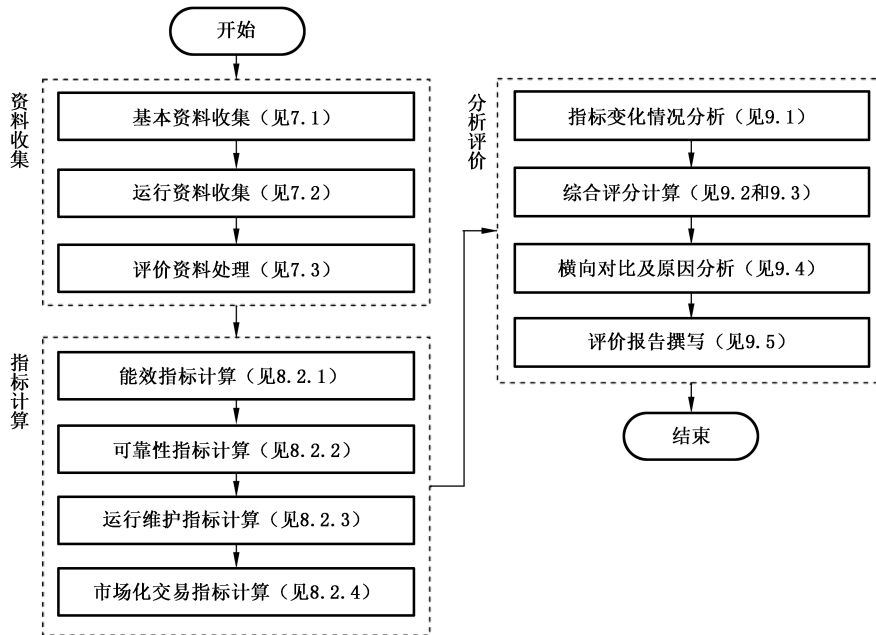 开始
资料收集
基本资料收集（见7.1）
运行资料收集（见7.2）
评价资料处理（见7.3）
指标计算
能效指标计算（见8.2.1）
可靠性指标计算（见8.2.2）
运行维护指标计算（见8.2.3）
市场化交易指标计算（见8.2.4）
分析评价
指标变化情况分析（见9.1）
综合评分计算（见9.2和9.3）
横向对比及原因分析（见9.4）
评价报告撰写（见9.5）
结束